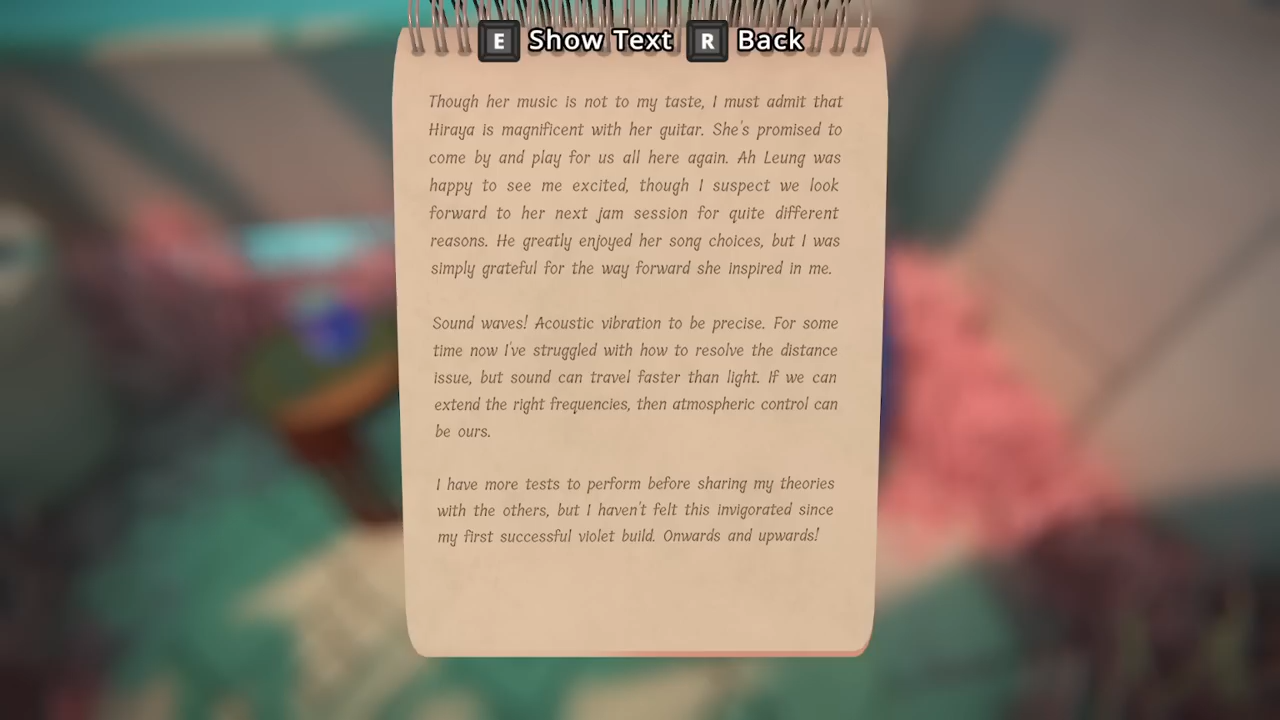 E Show Text R Back
Though her music is not to my taste, I must admit that
Hiraya is magnificent with her guitar. She's promised to
come by and play for us all here again. Ah Leung was
happy to see me excited, though I suspect we look
forward to her next jam session for quite different
reasons. He greatly enjoyed her song choices, but I was
simply grateful for the way forward she inspired in me.
Sound waves! Acoustic vibration to be precise. For some
time now I've struggled with how to resolve the distance
issue, but sound can travel faster than light. If we can
extend the right frequencies, then atmospheric control can
be ours.
I have more tests to perform before sharing my theories
with the others, but I haven't felt this invigorated since
my first successful violet build. Onwards and upwards!